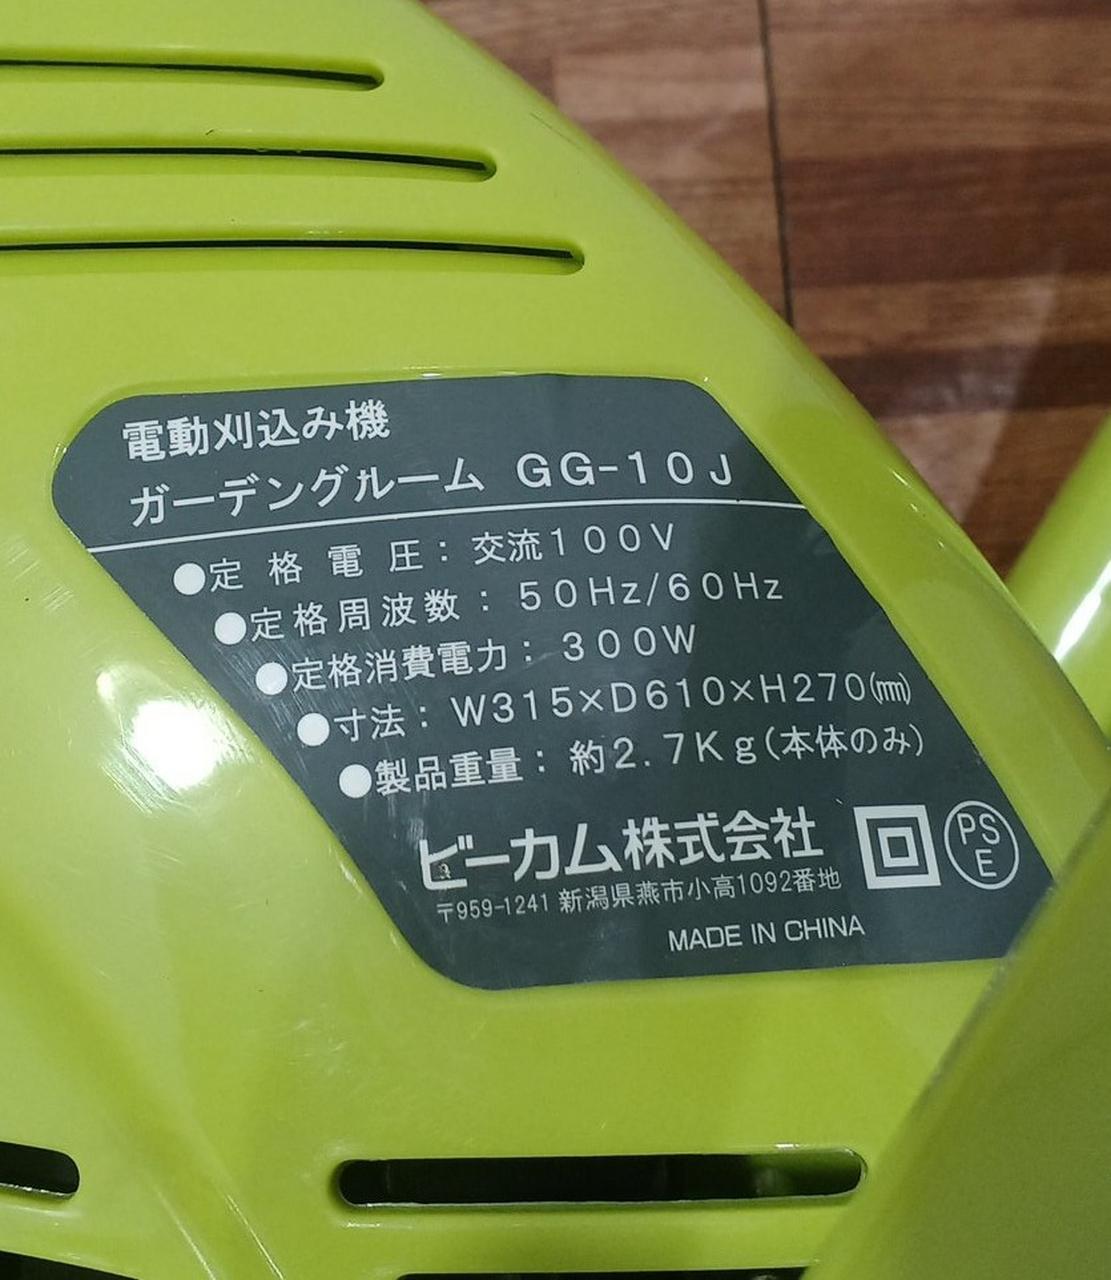 電動刈込み機
ガーデングルーム GG-10J
●定格電圧：交流100V
●定格周波数：50Hz/60Hz
●定格消費電力：300W
●寸法：W315×D610×H270(㎜)
●製品重量：約2.7Kg(本体のみ)
ビーカム株式会社
〒959-1241 新潟県燕市小高1092番地
PS
E
MADE IN CHINA